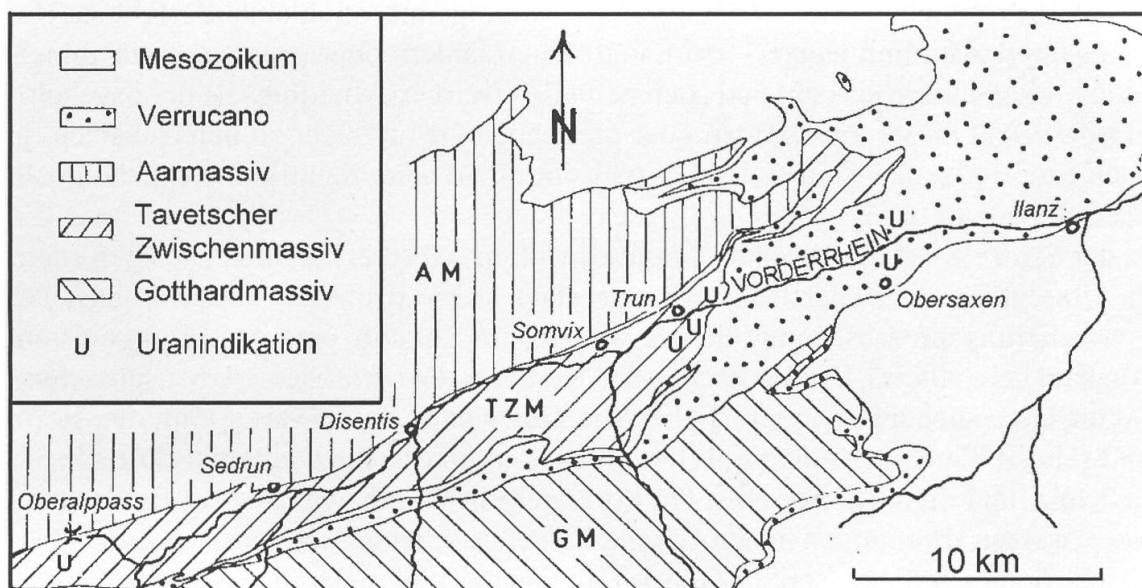 Mesozoikum
Verrucano
Aarmassiv
Tavetscher
Zwischenmassiv
Gotthardmassiv
U Uranindikation
N
A M
Ilanz
U
VORDERRHEIN
U
Obersaxen
Trun
U
U
Somvix
T Z M
Disentis
Sedrun
Oberalppass
U
G M
10 km